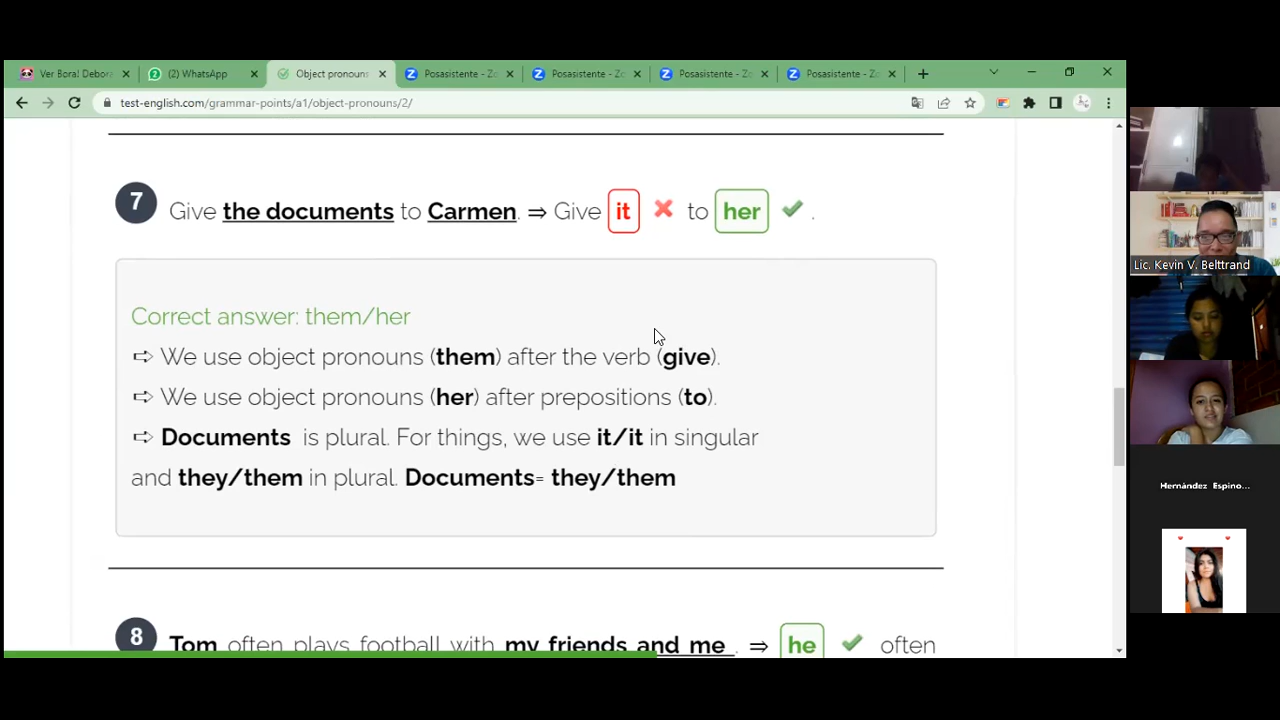 Ver Bora! Debora
(2) WhatsApp
Object pronouns
Posasistente - Zo
Posasistente - Zo
Posasistente - Zo
Posasistente - Zo
test-english.com/grammar-points/a1/object-pronouns/2/
7 Give the documents to Carmen. ⇒ Give it ✗ to her ✓.
Correct answer: them/her
⇨ We use object pronouns (them) after the verb (give).
⇨ We use object pronouns (her) after prepositions (to).
⇨ Documents is plural. For things, we use it/it in singular
and they/them in plural. Documents= they/them
8 Tom often plays football with my friends and me . ⇒ he ✓ often
Lic. Kevin V. Belttrand
Hernández Espino...